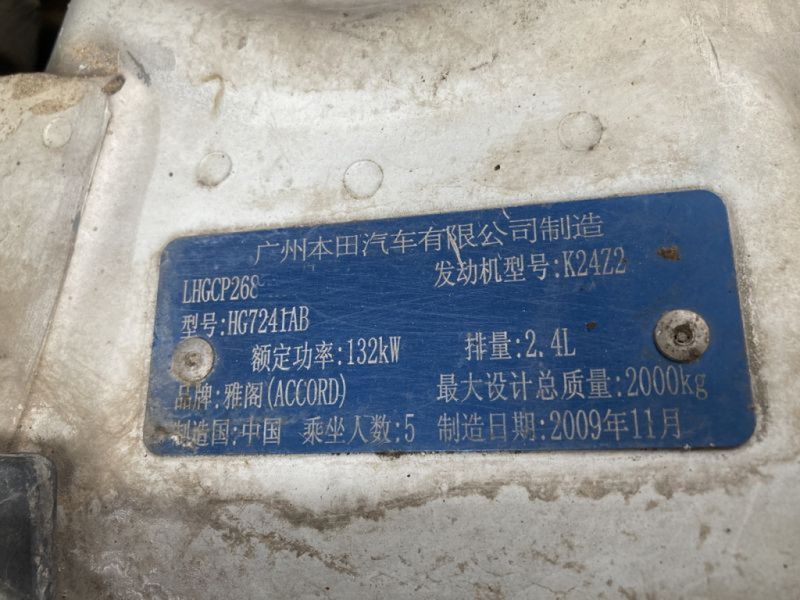 广州本田汽车有限公司制造
LHGCP268 发动机型号:K24Z2
型号:HG7241AB
额定功率:132kW 排量:2.4L
品牌:雅阁(ACCORD) 最大设计总质量:2000kg
制造国:中国 乘坐人数:5 制造日期:2009年11月